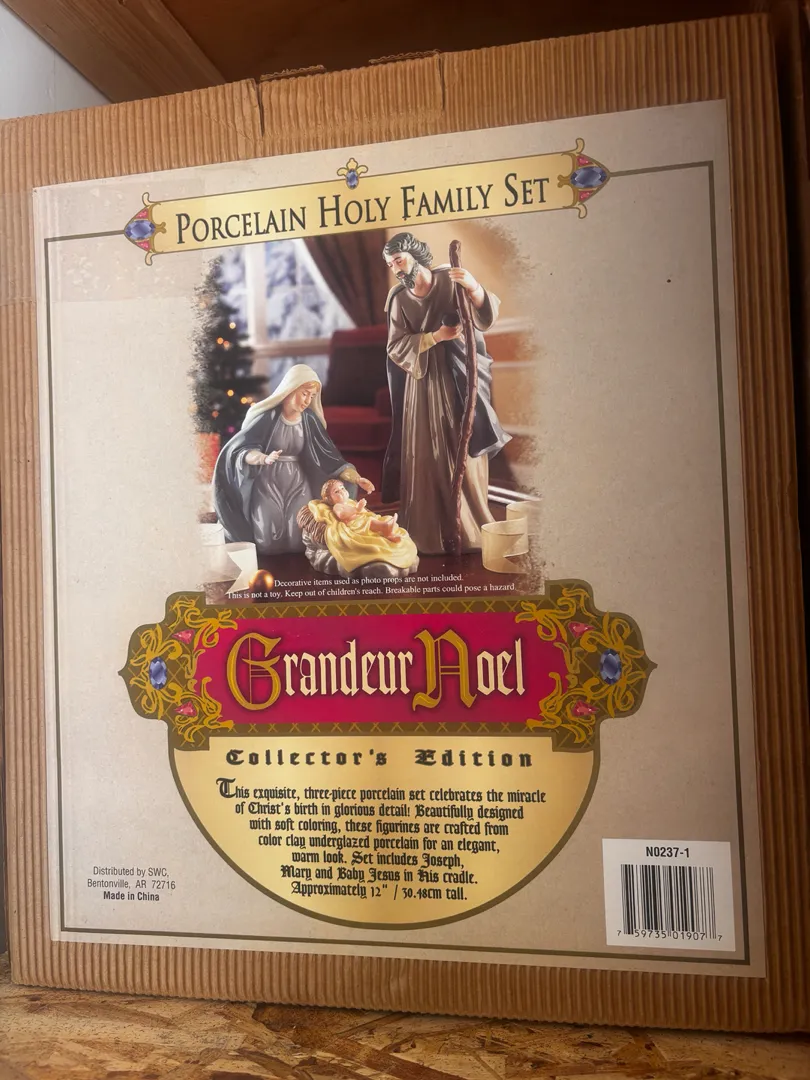 PORCELAIN HOLY FAMILY SET
Decorative items used as photo props are not included.
This is not a toy. Keep out of children's reach. Breakable parts could pose a hazard.
Grandeur Noel
Collector's Edition
This exquisite, three-piece porcelain set celebrates the miracle
of Christ's birth in glorious detail! Beautifully designed
with soft coloring, these figurines are crafted from
color clay underglazed porcelain for an elegant,
warm look. Set includes Joseph,
Mary and Baby Jesus in His cradle.
Approximately 12" / 30.48cm tall.
Distributed by SWC,
Bentonville, AR 72716
Made in China
N0237-1
7 59735 01907 7